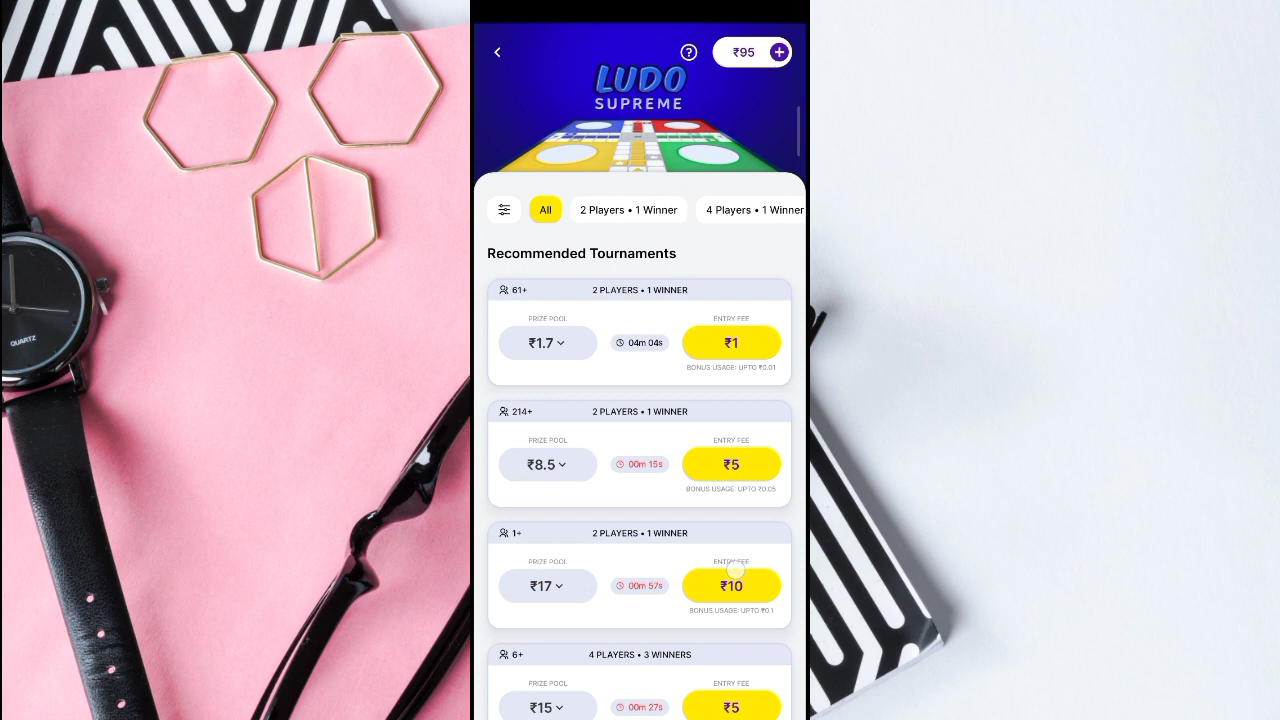 QUARTZ
₹95
LUDO
SUPREME
All
2 Players • 1 Winner
4 Players • 1 Winner
Recommended Tournaments
61+
2 PLAYERS • 1 WINNER
PRIZE POOL
ENTRY FEE
₹1.7
04m 04s
₹1
BONUS USAGE: UPTO ₹0.01
214+
2 PLAYERS • 1 WINNER
PRIZE POOL
ENTRY FEE
₹8.5
00m 15s
₹5
BONUS USAGE: UPTO ₹0.05
1+
2 PLAYERS • 1 WINNER
PRIZE POOL
ENTRY FEE
₹17
00m 57s
₹10
BONUS USAGE: UPTO ₹0.1
4 PLAYERS • 3 WINNERS
PRIZE POOL
ENTRY FEE
00m 27s
₹5